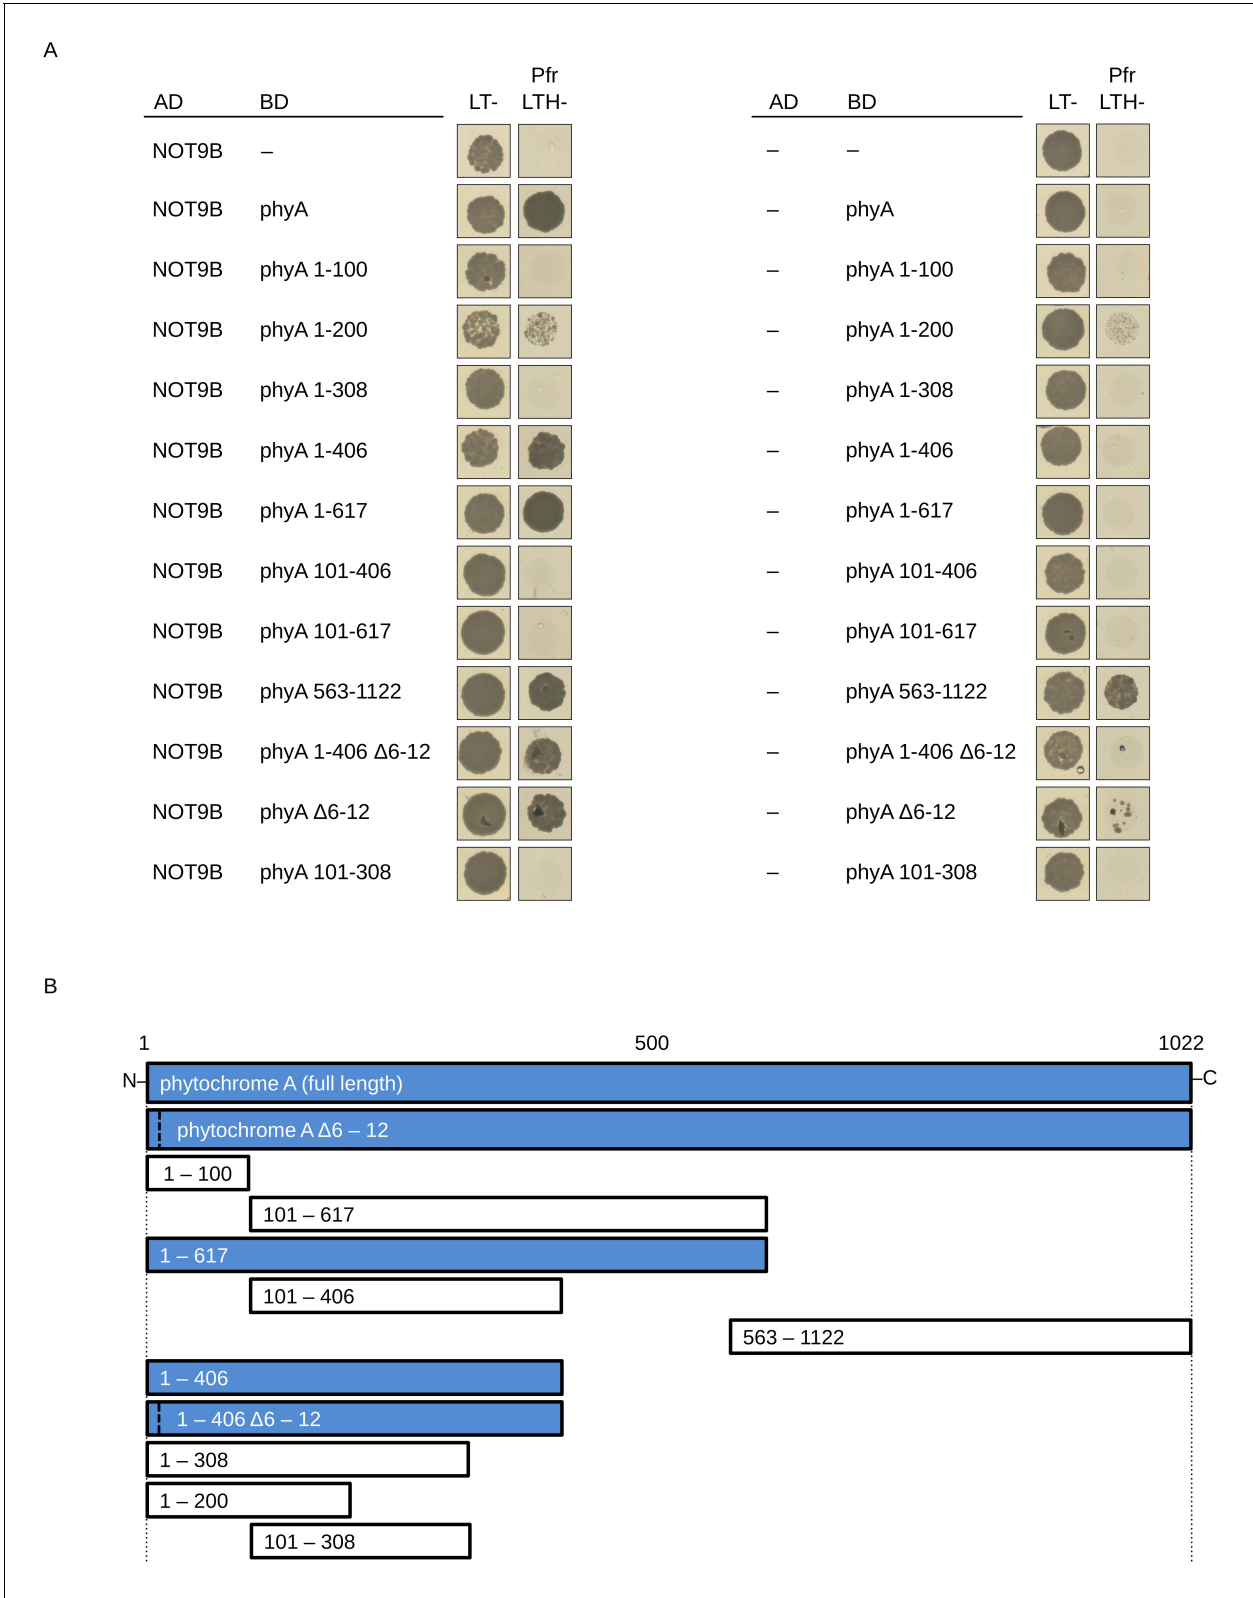 A
Pfr Pfr
AD BD LT- LTH- AD BD LT- LTH-
NOT9B – – –
NOT9B phyA – phyA
NOT9B phyA 1-100 – phyA 1-100
NOT9B phyA 1-200 – phyA 1-200
NOT9B phyA 1-308 – phyA 1-308
NOT9B phyA 1-406 – phyA 1-406
NOT9B phyA 1-617 – phyA 1-617
NOT9B phyA 101-406 – phyA 101-406
NOT9B phyA 101-617 – phyA 101-617
NOT9B phyA 563-1122 – phyA 563-1122
NOT9B phyA 1-406 Δ6-12 – phyA 1-406 Δ6-12
NOT9B phyA Δ6-12 – phyA Δ6-12
NOT9B phyA 101-308 – phyA 101-308
B
1 500 1022
N– phytochrome A (full length) –C
phytochrome A Δ6 – 12
1 – 100
101 – 617
1 – 617
101 – 406
563 – 1122
1 – 406
1 – 406 Δ6 – 12
1 – 308
1 – 200
101 – 308